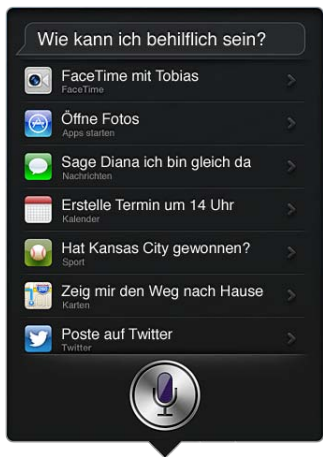 Wie kann ich behilflich sein?
FaceTime mit Tobias
FaceTime
Öffne Fotos
Apps starten
Sage Diana ich bin gleich da
Nachrichten
Erstelle Termin um 14 Uhr
Kalender
Hat Kansas City gewonnen?
Sport
Zeig mir den Weg nach Hause
Karten
Poste auf Twitter
Twitter